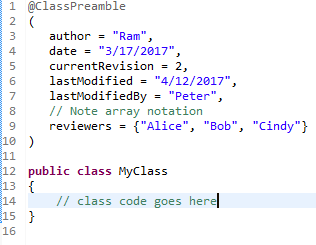 1 @ClassPreamble
2 (
3 author = "Ram",
4 date = "3/17/2017",
5 currentRevision = 2,
6 lastModified = "4/12/2017",
7 lastModifiedBy = "Peter",
8 // Note array notation
9 reviewers = {"Alice", "Bob", "Cindy"}
10 )
11
12 public class MyClass
13 {
14 // class code goes here
15 }
16